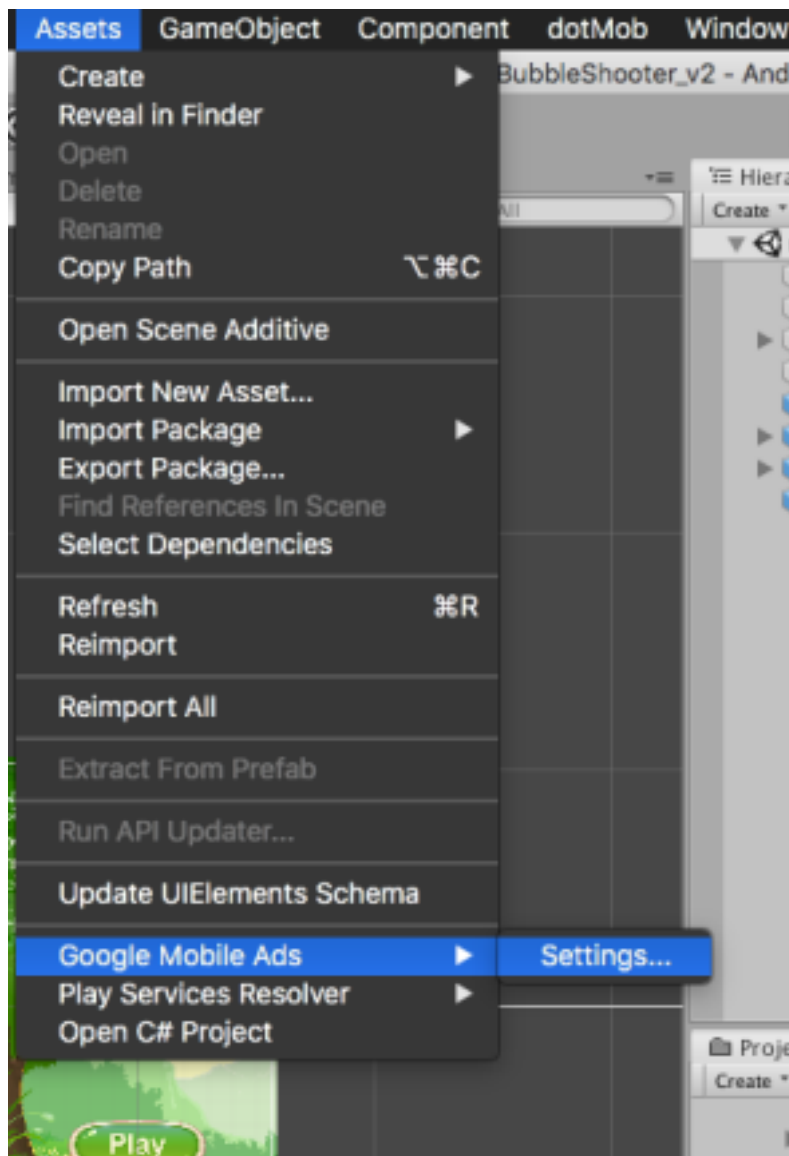 Assets GameObject Component dotMob Window
BubbleShooter_v2 - And
Create
Reveal in Finder
Open
Delete
Rename
Copy Path ⌥⌘C
Open Scene Additive
Import New Asset...
Import Package
Export Package...
Find References In Scene
Select Dependencies
Refresh ⌘R
Reimport
Reimport All
Extract From Prefab
Run API Updater...
Update UIElements Schema
Google Mobile Ads
Settings...
Play Services Resolver
Open C# Project
All
Hiera
Create
Proje
Create
Play